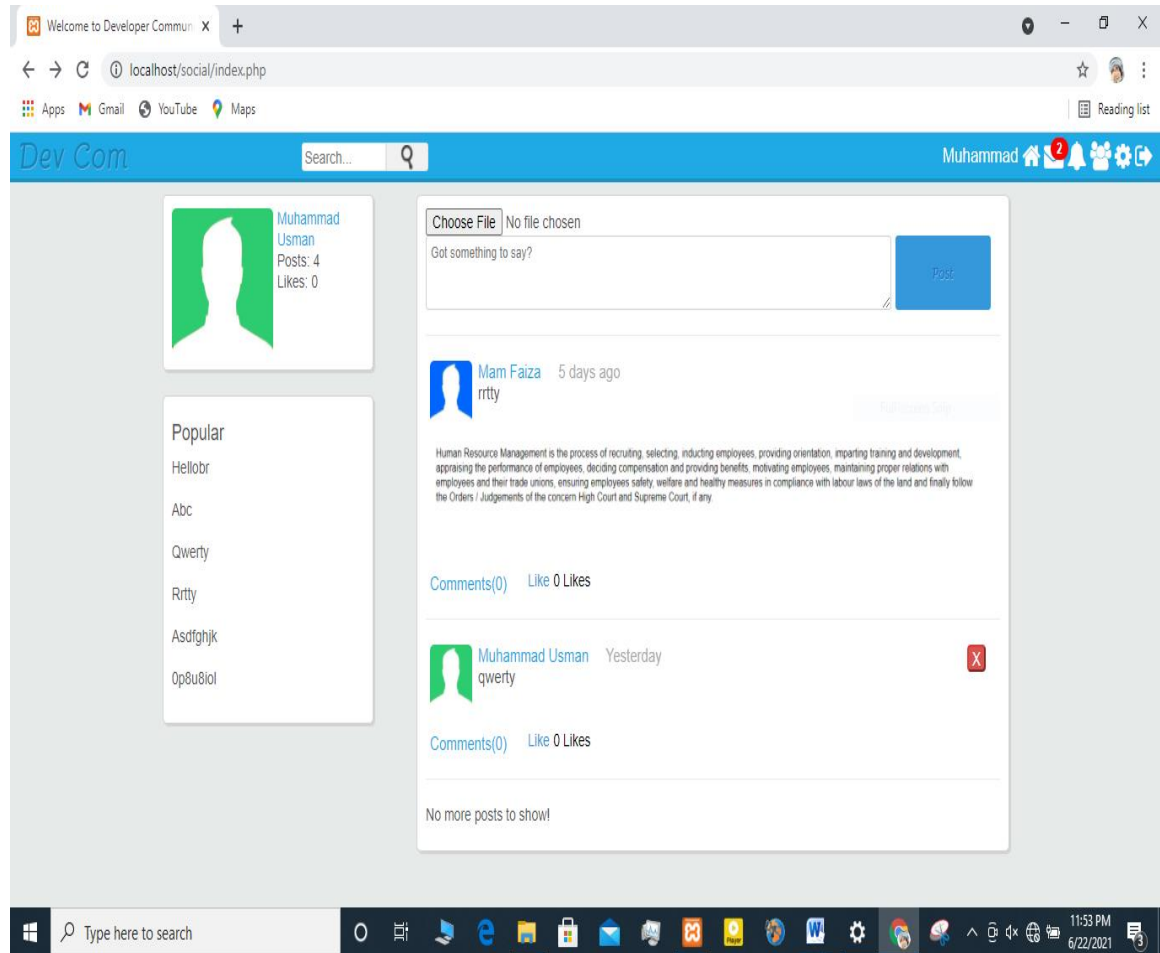 Welcome to Developer Commun
localhost/social/index.php
Apps Gmail YouTube Maps
Reading list
Dev Com
Search...
Muhammad
2
Muhammad
Usman
Posts: 4
Likes: 0
Popular
Hellobr
Abc
Qwerty
Rrtty
Asdfghjk
0p8u8iol
Choose File No file chosen
Got something to say?
Post
Mam Faiza 5 days ago
rrtty
Human Resource Management is the process of recruiting, selecting, inducting employees, providing orientation, imparting training and development,
appraising the performance of employees, deciding compensation and providing benefits, motivating employees, maintaining proper relations with
employees and their trade unions, ensuring employees safety, welfare and healthy measures in compliance with labour laws of the land and finally follow
the Orders / Judgements of the concern High Court and Supreme Court, if any.
Comments(0) Like 0 Likes
Muhammad Usman Yesterday
X
qwerty
Comments(0) Like 0 Likes
No more posts to show!
Type here to search
Player
W
11:53 PM
6/22/2021
3